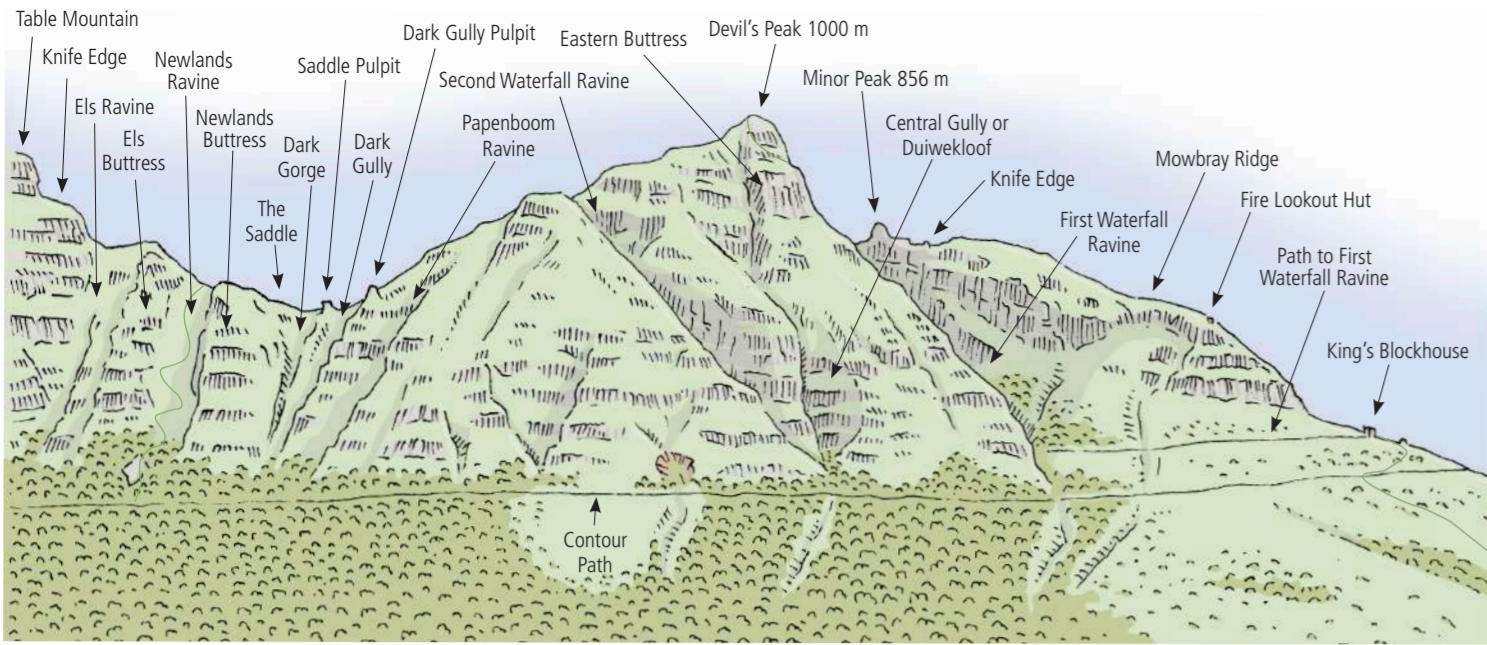 Table Mountain
Knife Edge
Els Ravine
Els
Buttress
Newlands
Ravine
Newlands
Buttress
The
Saddle
Dark
Gorge
Saddle Pulpit
Dark
Gully
Dark Gully Pulpit
Second Waterfall Ravine
Papenboom
Ravine
Eastern Buttress
Devil's Peak 1000 m
Minor Peak 856 m
Central Gully or
Duiwekloof
Knife Edge
First Waterfall
Ravine
Mowbray Ridge
Fire Lookout Hut
Path to First
Waterfall Ravine
King's Blockhouse
Contour
Path